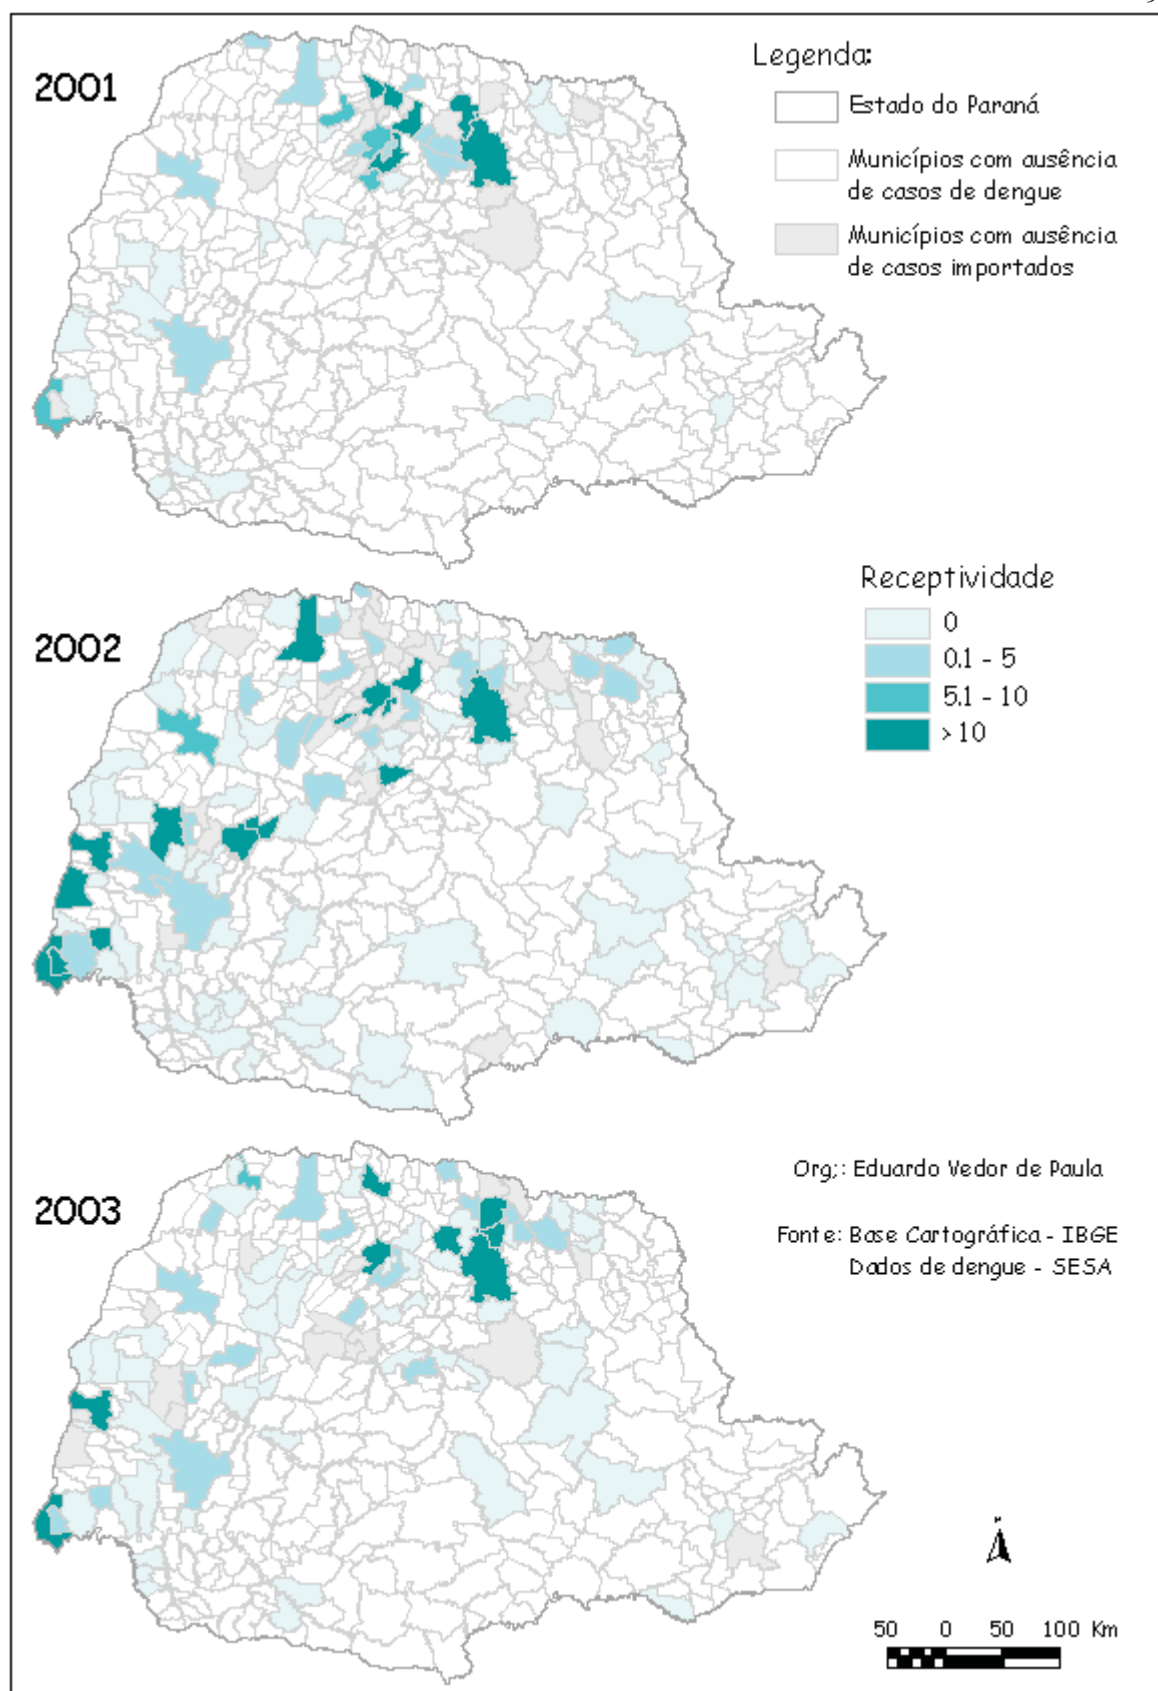 2001
Legenda:
Estado do Paraná
Municípios com ausência
de casos de dengue
Municípios com ausência
de casos importados
Receptividade
0
0.1 - 5
5.1 - 10
>10
2002
2003
Org.: Eduardo Vedor de Paula
Fonte: Base Cartográfica - IBGE
Dados de dengue - SESA
50 0 50 100 Km